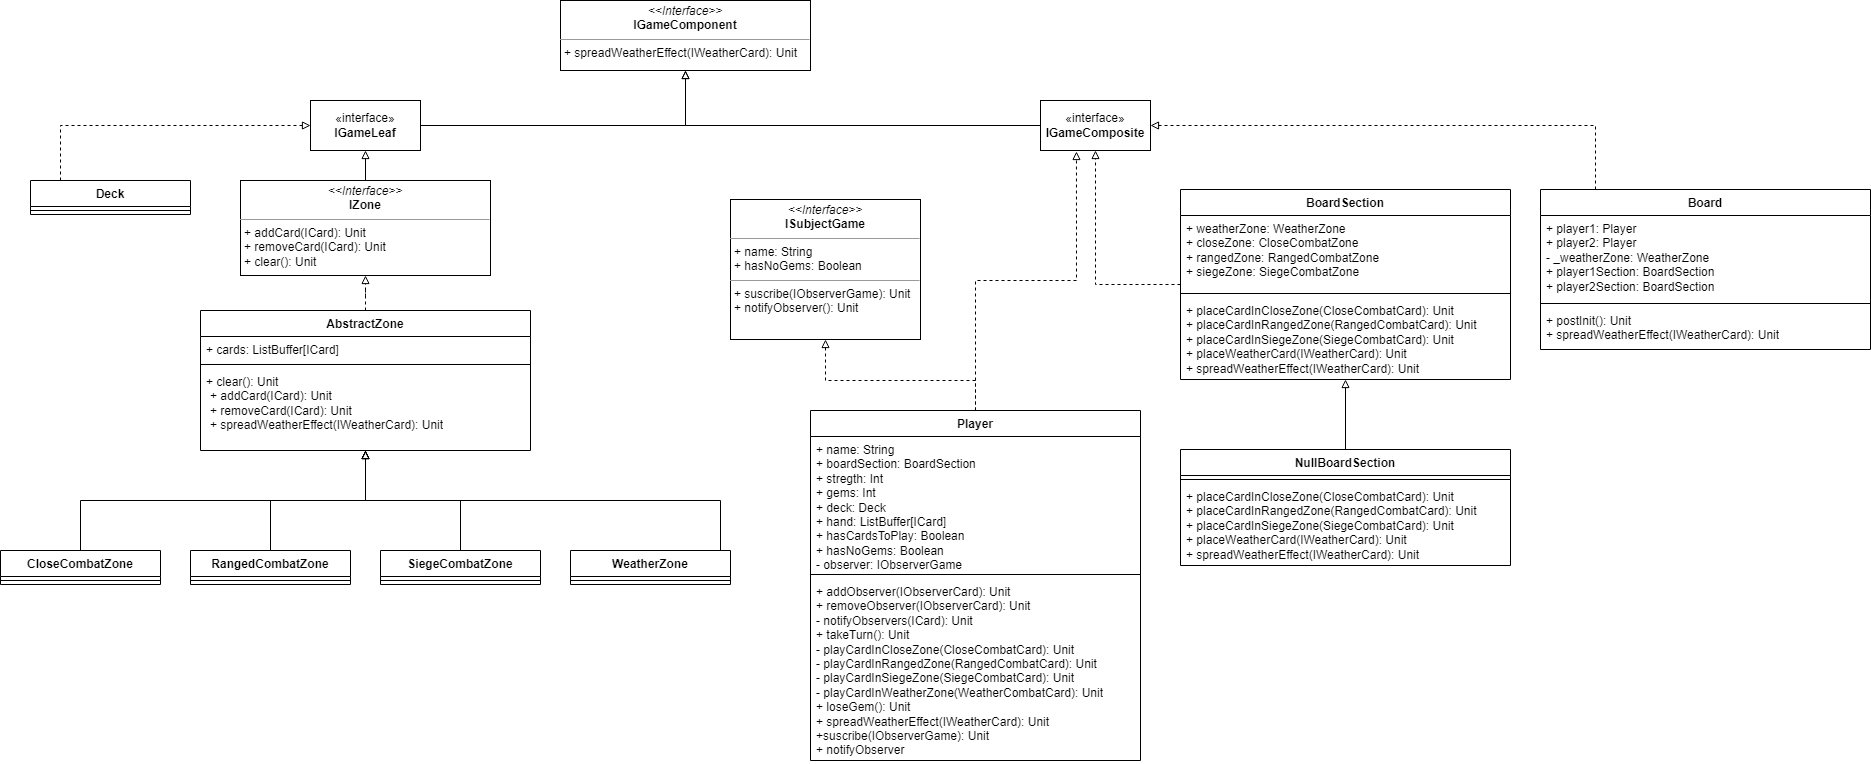 <<Interface>>
IGameComponent
+ spreadWeatherEffect(IWeatherCard): Unit
«interface»
IGameLeaf
«interface»
IGameComposite
Deck
<<Interface>>
IZone
+ addCard(ICard): Unit
+ removeCard(ICard): Unit
+ clear(): Unit
<<Interface>>
ISubjectGame
+ name: String
+ hasNoGems: Boolean
+ suscribe(IObserverGame): Unit
+ notifyObserver(): Unit
BoardSection
+ weatherZone: WeatherZone
+ closeZone: CloseCombatZone
+ rangedZone: RangedCombatZone
+ siegeZone: SiegeCombatZone
+ placeCardInCloseZone(CloseCombatCard): Unit
+ placeCardInRangedZone(RangedCombatCard): Unit
+ placeCardInSiegeZone(SiegeCombatCard): Unit
+ placeWeatherCard(IWeatherCard): Unit
+ spreadWeatherEffect(IWeatherCard): Unit
Board
+ player1: Player
+ player2: Player
- _weatherZone: WeatherZone
+ player1Section: BoardSection
+ player2Section: BoardSection
+ postInit(): Unit
+ spreadWeatherEffect(IWeatherCard): Unit
AbstractZone
+ cards: ListBuffer[ICard]
+ clear(): Unit
+ addCard(ICard): Unit
+ removeCard(ICard): Unit
+ spreadWeatherEffect(IWeatherCard): Unit
Player
+ name: String
+ boardSection: BoardSection
+ stregth: Int
+ gems: Int
+ deck: Deck
+ hand: ListBuffer[ICard]
+ hasCardsToPlay: Boolean
+ hasNoGems: Boolean
- observer: IObserverGame
+ addObserver(IObserverCard): Unit
+ removeObserver(IObserverCard): Unit
- notifyObservers(ICard): Unit
+ takeTurn(): Unit
- playCardInCloseZone(CloseCombatCard): Unit
- playCardInRangedZone(RangedCombatCard): Unit
- playCardInSiegeZone(SiegeCombatCard): Unit
- playCardInWeatherZone(WeatherCombatCard): Unit
+ loseGem(): Unit
+ spreadWeatherEffect(IWeatherCard): Unit
+suscribe(IObserverGame): Unit
+ notifyObserver
NullBoardSection
+ placeCardInCloseZone(CloseCombatCard): Unit
+ placeCardInRangedZone(RangedCombatCard): Unit
+ placeCardInSiegeZone(SiegeCombatCard): Unit
+ placeWeatherCard(IWeatherCard): Unit
+ spreadWeatherEffect(IWeatherCard): Unit
CloseCombatZone
RangedCombatZone
SiegeCombatZone
WeatherZone